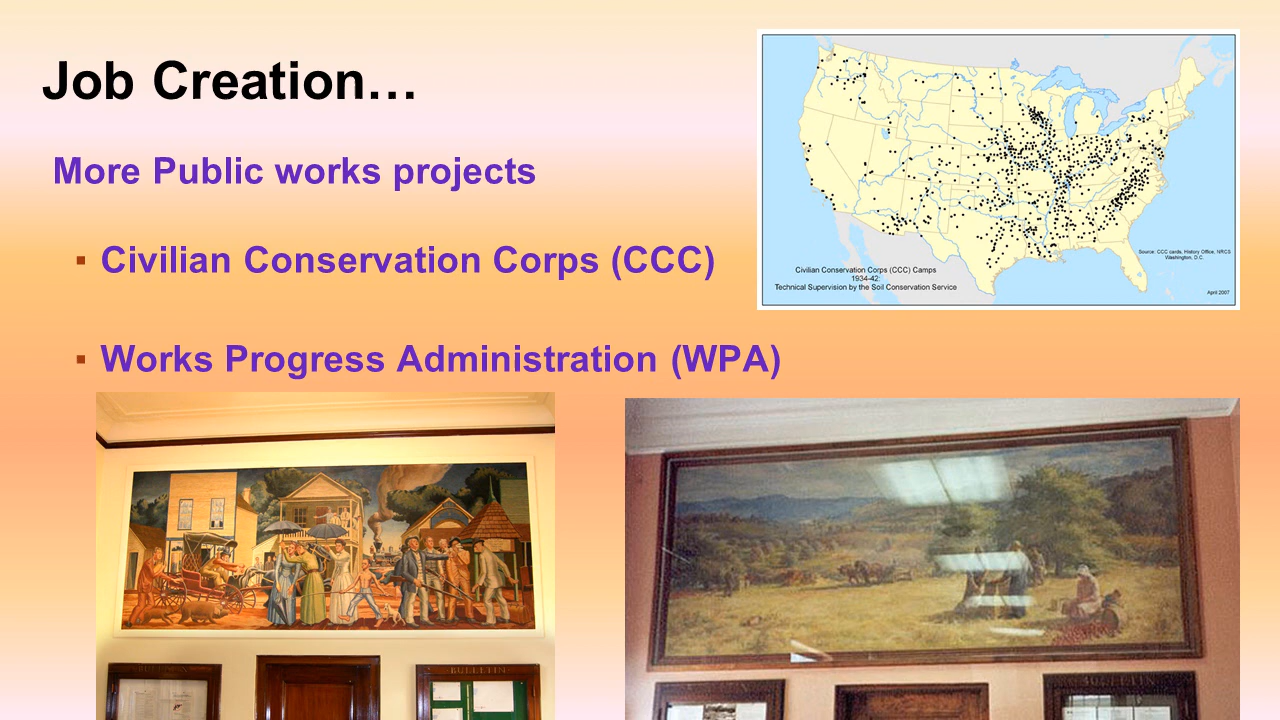 Job Creation…
More Public works projects
▪ Civilian Conservation Corps (CCC)
▪ Works Progress Administration (WPA)
Source: CCC cards, History Office, NRCS
Washington, D.C.
Civilian Conservation Corps (CCC) Camps
1934-42:
Technical Supervision by the Soil Conservation Service
April 2007
BULLETIN